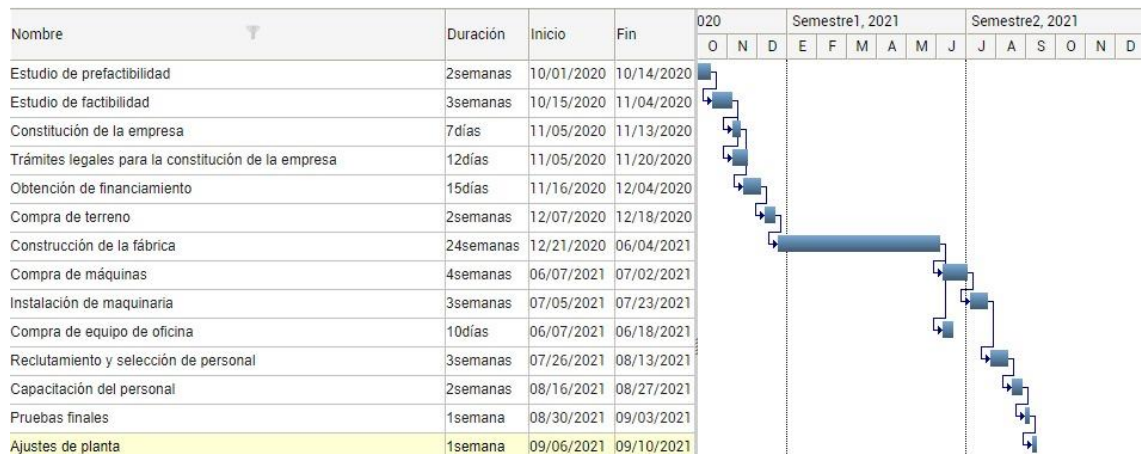 Nombre Duración Inicio Fin 020 Semestre1, 2021 Semestre2, 2021
O N D E F M A M J J A S O N D
Estudio de prefactibilidad 2semanas 10/01/2020 10/14/2020
Estudio de factibilidad 3semanas 10/15/2020 11/04/2020
Constitución de la empresa 7días 11/05/2020 11/13/2020
Trámites legales para la constitución de la empresa 12días 11/05/2020 11/20/2020
Obtención de financiamiento 15días 11/16/2020 12/04/2020
Compra de terreno 2semanas 12/07/2020 12/18/2020
Construcción de la fábrica 24semanas 12/21/2020 06/04/2021
Compra de máquinas 4semanas 06/07/2021 07/02/2021
Instalación de maquinaria 3semanas 07/05/2021 07/23/2021
Compra de equipo de oficina 10días 06/07/2021 06/18/2021
Reclutamiento y selección de personal 3semanas 07/26/2021 08/13/2021
Capacitación del personal 2semanas 08/16/2021 08/27/2021
Pruebas finales 1semana 08/30/2021 09/03/2021
Ajustes de planta 1semana 09/06/2021 09/10/2021